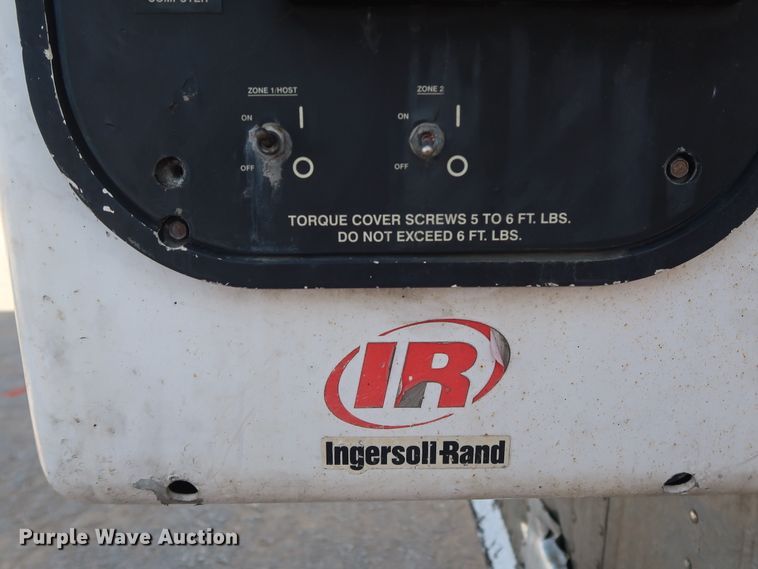 COMPUTER
ZONE 1/HOST
ZONE 2
ON
ON
OFF
OFF
TORQUE COVER SCREWS 5 TO 6 FT. LBS.
DO NOT EXCEED 6 FT. LBS.
IR
Ingersoll-Rand
Purple Wave Auction